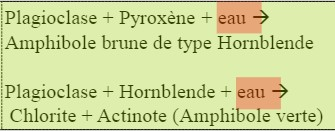 Plagioclase + Pyroxène + eau →
Amphibole brune de type Hornblende
Plagioclase + Hornblende + eau →
Chlorite + Actinote (Amphibole verte)